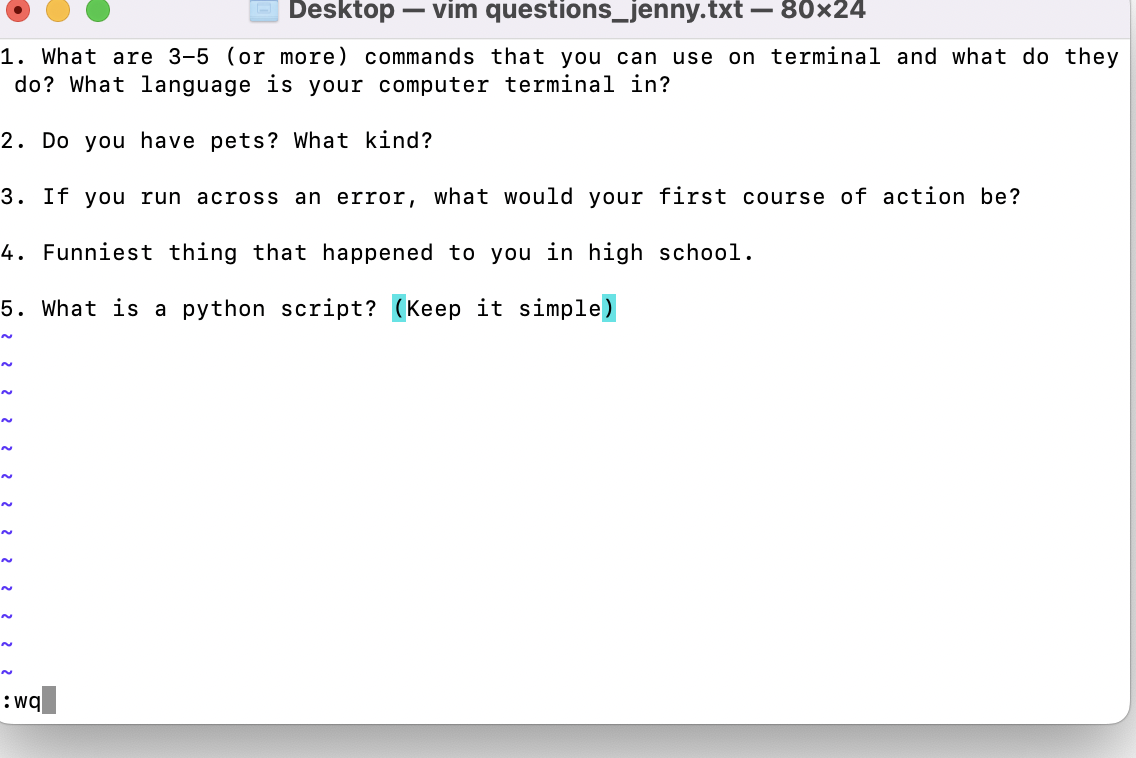 Desktop — vim questions_jenny.txt — 80×24
1. What are 3–5 (or more) commands that you can use on terminal and what do they
do? What language is your computer terminal in?
2. Do you have pets? What kind?
3. If you run across an error, what would your first course of action be?
4. Funniest thing that happened to you in high school.
5. What is a python script? (Keep it simple)
~
~
~
~
~
~
~
~
~
~
~
~
~
:wq